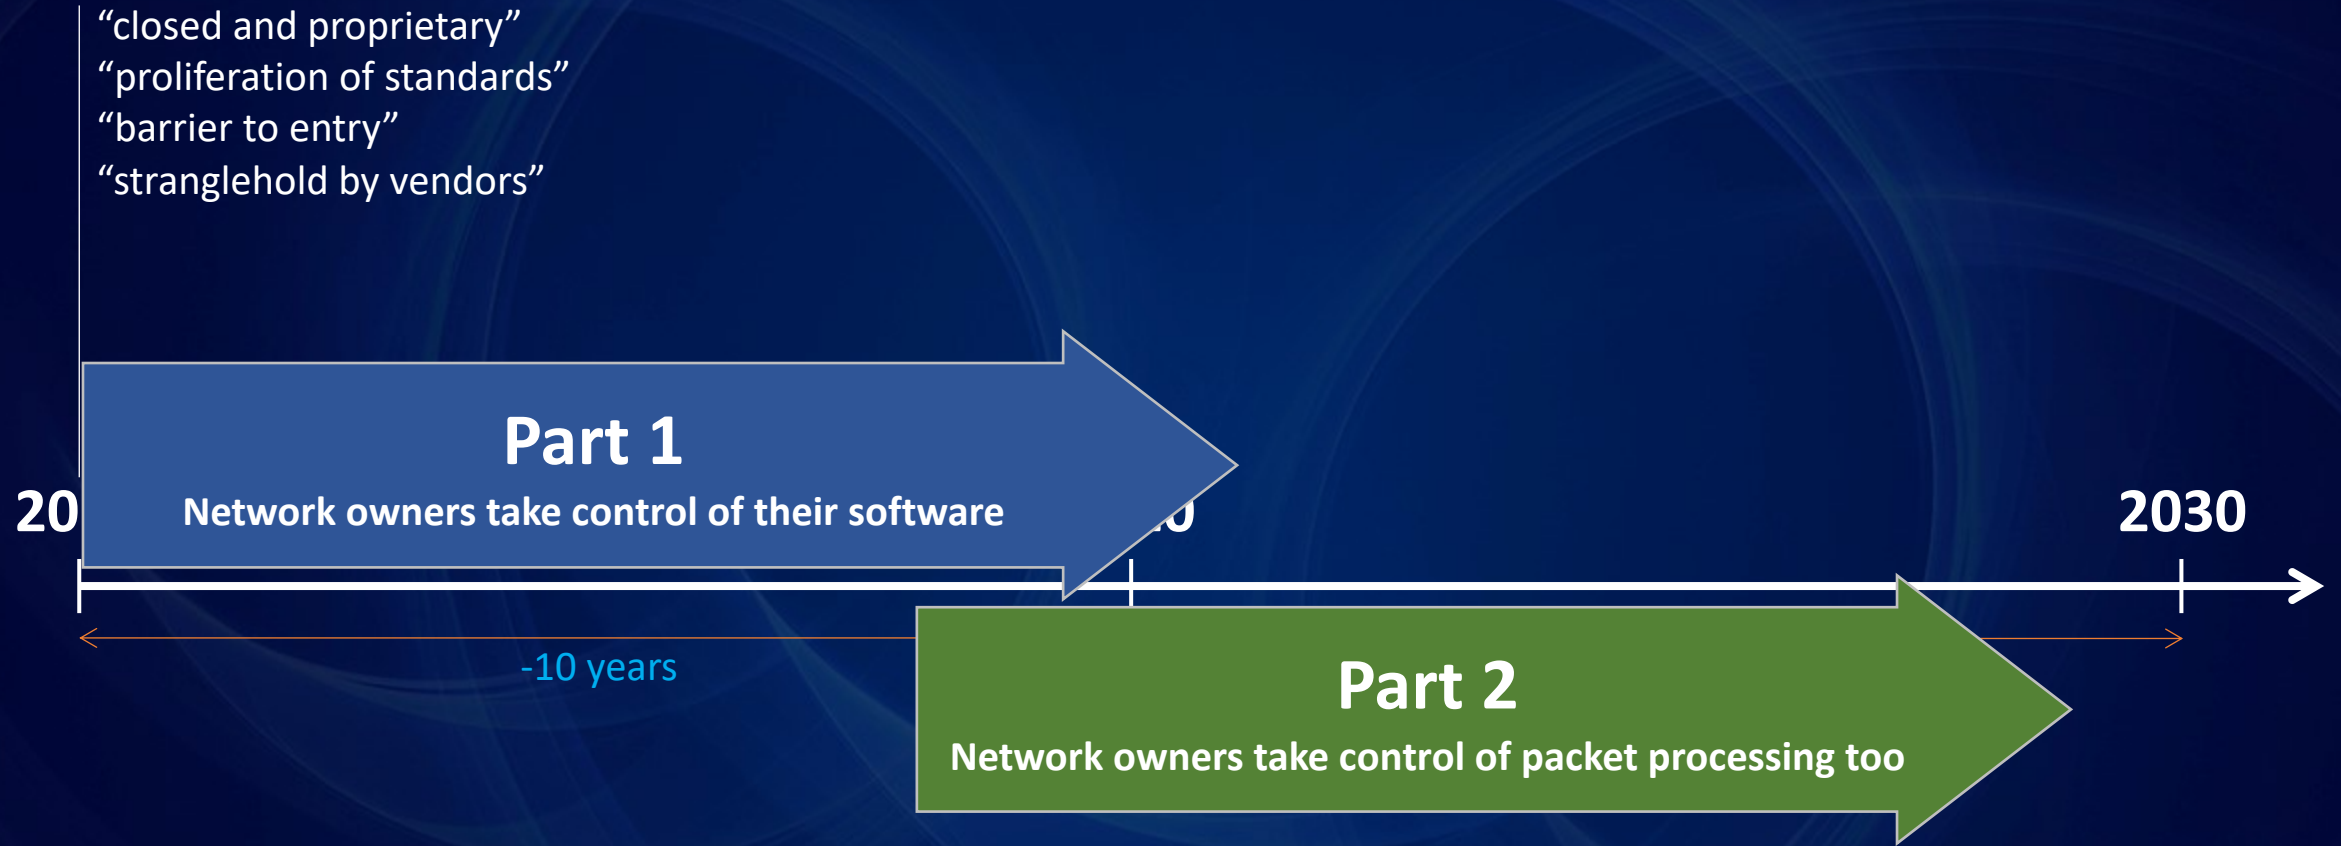 “closed and proprietary”
“proliferation of standards”
“barrier to entry”
“stranglehold by vendors”
Part 1
Network owners take control of their software
20
0
2030
-10 years
Part 2
Network owners take control of packet processing too